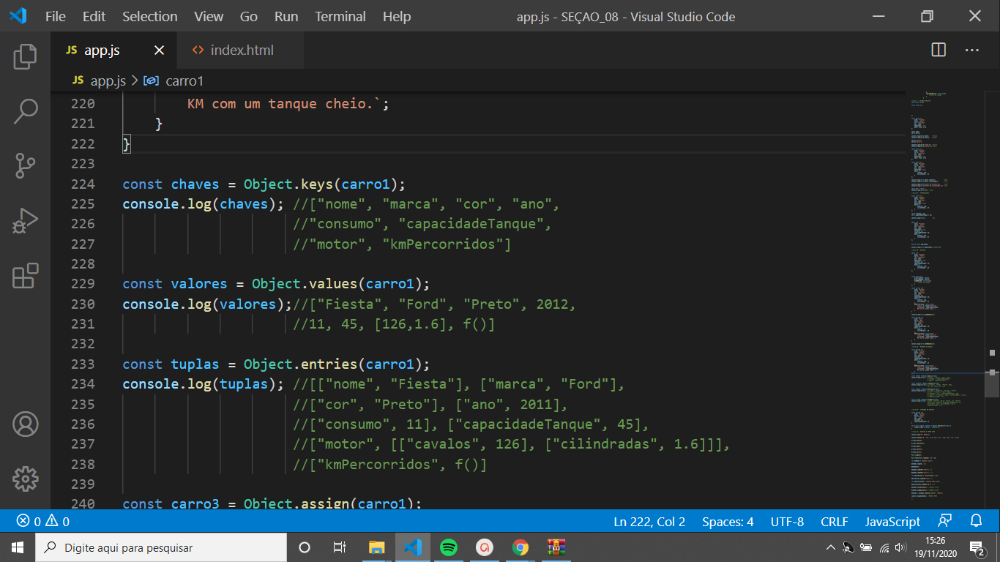 File Edit Selection View Go Run Terminal Help app.js - SEÇAO_08 - Visual Studio Code
JS app.js × <> index.html ···
JS app.js > carro1
220 KM com um tanque cheio.`;
221 }
222 }
223
224 const chaves = Object.keys(carro1);
225 console.log(chaves); //["nome", "marca", "cor", "ano",
226 //"consumo", "capacidadeTanque",
227 //"motor", "kmPercorridos"]
228
229 const valores = Object.values(carro1);
230 console.log(valores);//["Fiesta", "Ford", "Preto", 2012,
231 //11, 45, [126,1.6], f()]
232
233 const tuplas = Object.entries(carro1);
234 console.log(tuplas); //[["nome", "Fiesta"], ["marca", "Ford"],
235 //["cor", "Preto"], ["ano", 2011],
236 //["consumo", 11], ["capacidadeTanque", 45],
237 //["motor", [["cavalos", 126], ["cilindradas", 1.6]]],
238 //["kmPercorridos", f()]
239
240 const carro3 = Object.assign(carro1);
0 0 Ln 222, Col 2 Spaces: 4 UTF-8 CRLF JavaScript
Digite aqui para pesquisar
15:26
19/11/2020
2